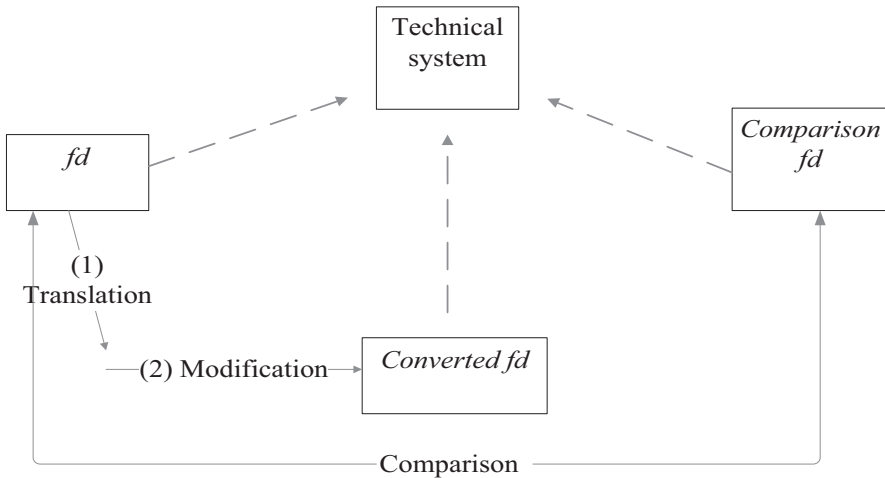 Technical
system
fd
Comparison
fd
(1)
Translation
(2) Modification
Converted fd
Comparison